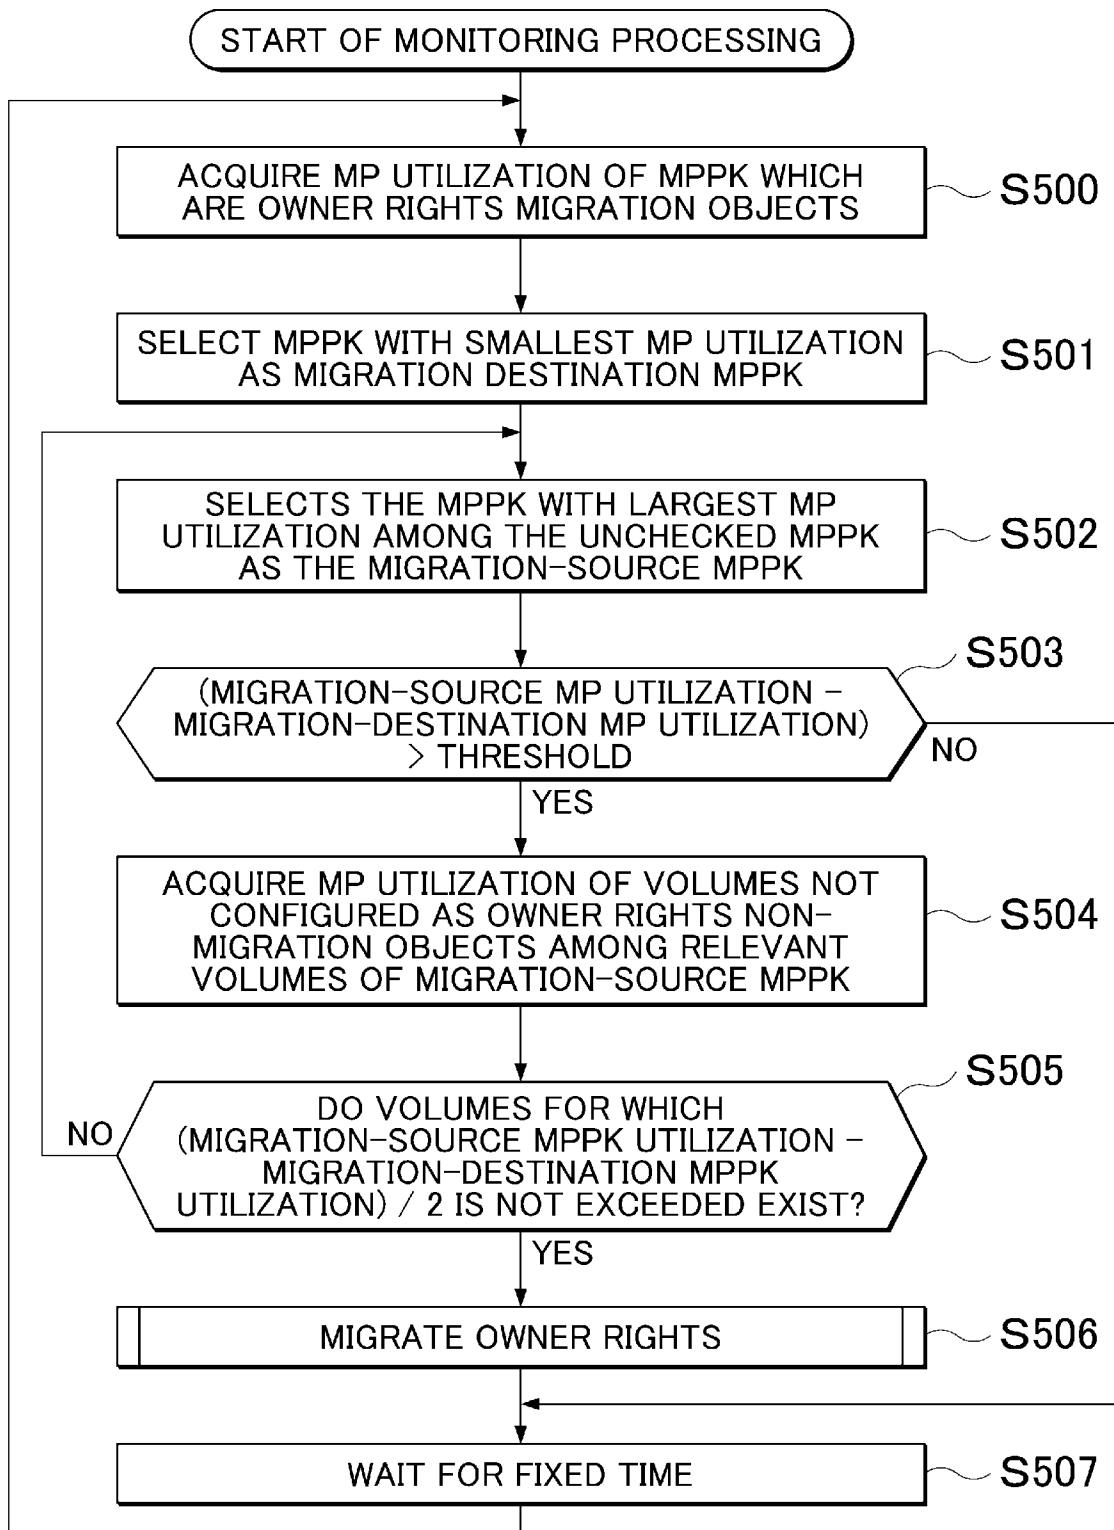 START OF MONITORING PROCESSING
ACQUIRE MP UTILIZATION OF MPPK WHICH
ARE OWNER RIGHTS MIGRATION OBJECTS
S500
SELECT MPPK WITH SMALLEST MP UTILIZATION
AS MIGRATION DESTINATION MPPK
S501
SELECTS THE MPPK WITH LARGEST MP
UTILIZATION AMONG THE UNCHECKED MPPK
AS THE MIGRATION-SOURCE MPPK
S502
(MIGRATION-SOURCE MP UTILIZATION -
MIGRATION-DESTINATION MP UTILIZATION)
> THRESHOLD
S503
NO
YES
ACQUIRE MP UTILIZATION OF VOLUMES NOT
CONFIGURED AS OWNER RIGHTS NON-
MIGRATION OBJECTS AMONG RELEVANT
VOLUMES OF MIGRATION-SOURCE MPPK
S504
DO VOLUMES FOR WHICH
(MIGRATION-SOURCE MPPK UTILIZATION -
MIGRATION-DESTINATION MPPK
UTILIZATION) / 2 IS NOT EXCEEDED EXIST?
S505
NO
YES
MIGRATE OWNER RIGHTS
S506
WAIT FOR FIXED TIME
S507